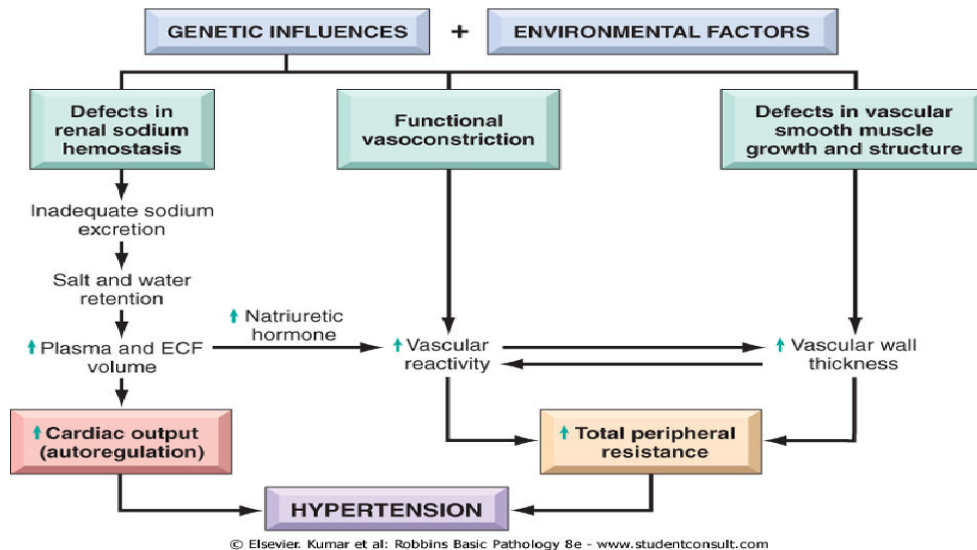 GENETIC INFLUENCES + ENVIRONMENTAL FACTORS
Defects in
renal sodium
hemostasis
Functional
vasoconstriction
Defects in vascular
smooth muscle
growth and structure
Inadequate sodium
excretion
Salt and water
retention
↑ Natriuretic
hormone
↑ Plasma and ECF
volume
↑ Vascular
reactivity
↑ Vascular wall
thickness
↑ Cardiac output
(autoregulation)
↑ Total peripheral
resistance
HYPERTENSION
© Elsevier. Kumar et al: Robbins Basic Pathology 8e - www.studentconsult.com